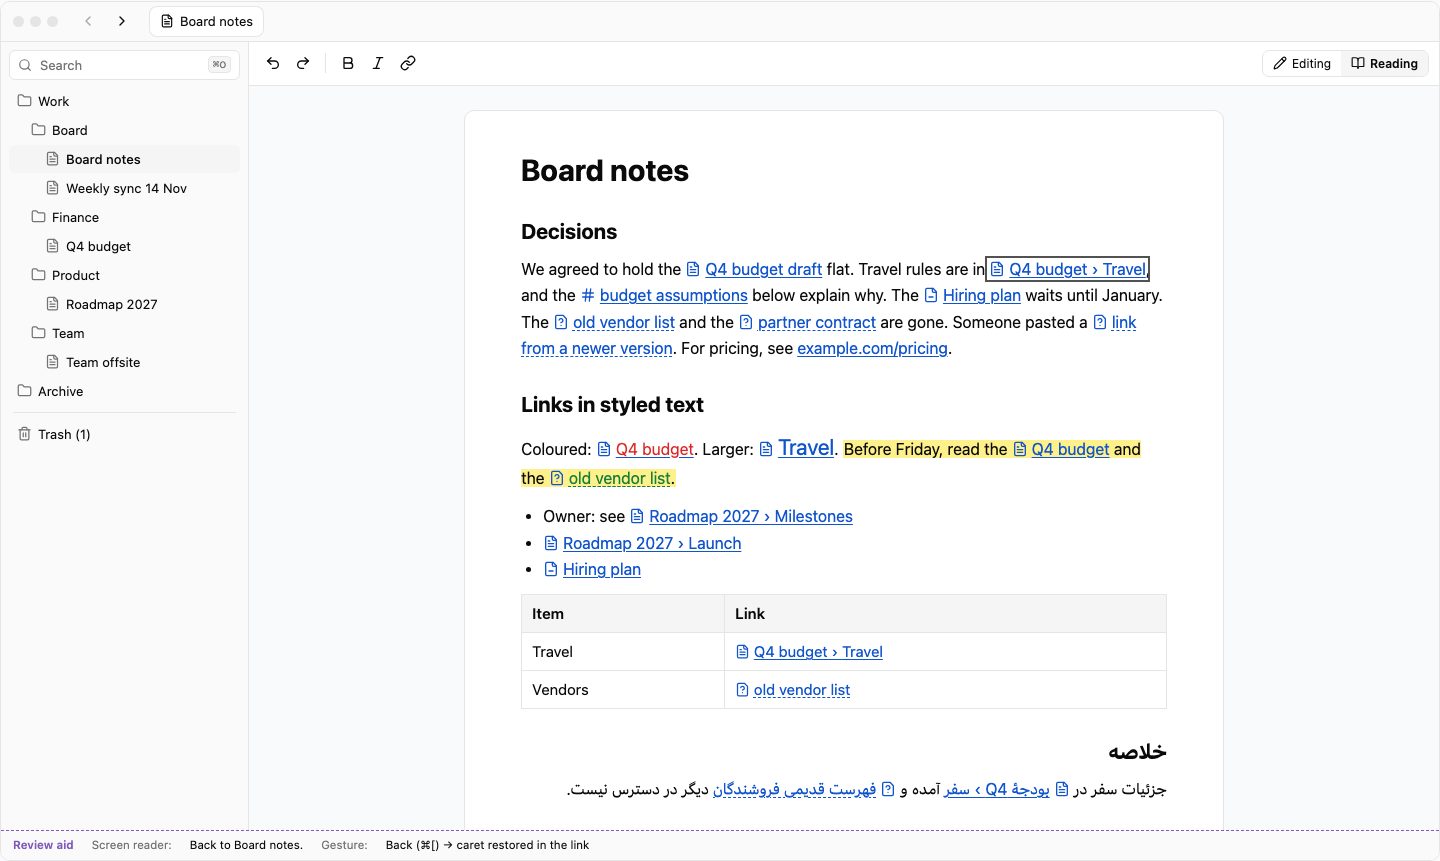 Board notes
Search ⌘O
Editing Reading
Work
Board
Board notes
Weekly sync 14 Nov
Finance
Q4 budget
Product
Roadmap 2027
Team
Team offsite
Archive
Trash (1)
Board notes
Decisions
We agreed to hold the Q4 budget draft flat. Travel rules are in Q4 budget › Travel,
and the # budget assumptions below explain why. The Hiring plan waits until January.
The old vendor list and the partner contract are gone. Someone pasted a link
from a newer version. For pricing, see example.com/pricing.
Links in styled text
Coloured: Q4 budget. Larger: Travel. Before Friday, read the Q4 budget and
the old vendor list.
• Owner: see Roadmap 2027 › Milestones
• Roadmap 2027 › Launch
• Hiring plan
Item Link
Travel Q4 budget › Travel
Vendors old vendor list
خلاصه
جزئیات سفر در بودجهٔ Q4 › سفر آمده و فهرست قدیمی فروشندگان دیگر در دسترس نیست.
Review aid Screen reader: Back to Board notes. Gesture: Back (⌘[) → caret restored in the link